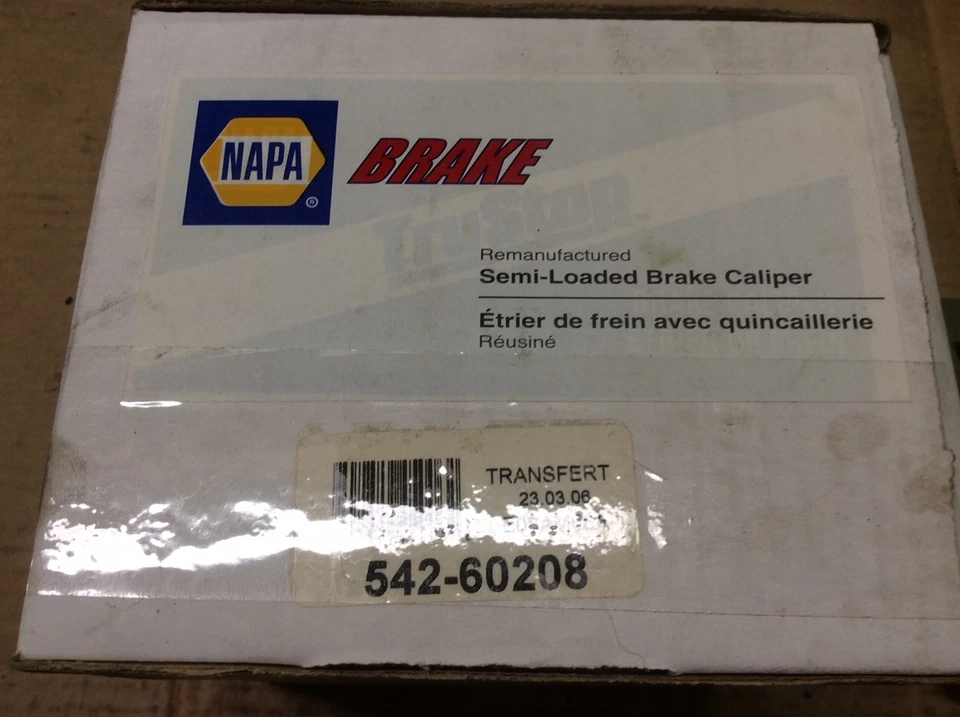 NAPA
®
BRAKE
TruStop
Remanufactured
Semi-Loaded Brake Caliper
Étrier de frein avec quincaillerie
Réusiné
TRANSFERT
23.03.06
542-60208